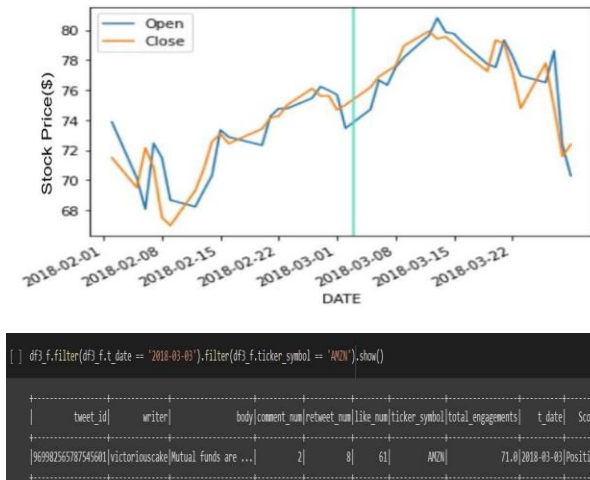 Open
Close
80
78
76
74
72
70
68
Stock Price($)
2018-02-01
2018-02-08
2018-02-15
2018-02-22
2018-03-01
2018-03-08
2018-03-15
2018-03-22
DATE
[ ] df3_f.filter(df3_f.t_date == '2018-03-03').filter(df3_f.ticker_symbol == 'AMZN').show()
| tweet_id| writer| body|comment_num|retweet_num|like_num|ticker_symbol|total_engagements| t_date| Sco
|969982565787545601|victoriouscake|Mutual funds are ...| 2| 8| 61| AMZN| 71.0|2018-03-03|Positi